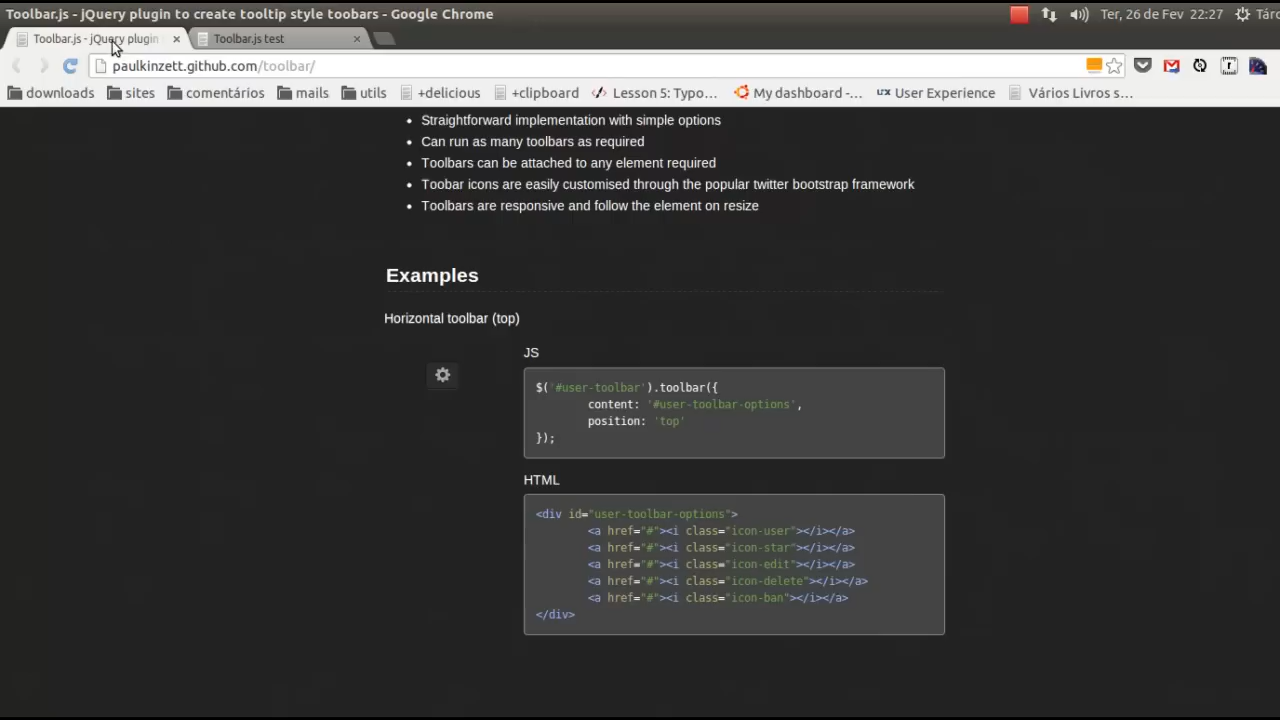 Toolbar.js - jQuery plugin to create tooltip style toobars - Google Chrome
Ter, 26 de Fev 22:27
Toolbar.js - jQuery plugin
Toolbar.js test
paulkinzett.github.com/toolbar/
downloads
sites
comentários
mails
utils
+delicious
+clipboard
Lesson 5: Typo...
My dashboard -...
UX User Experience
Vários Livros s...
• Straightforward implementation with simple options
• Can run as many toolbars as required
• Toolbars can be attached to any element required
• Toobar icons are easily customised through the popular twitter bootstrap framework
• Toolbars are responsive and follow the element on resize
Examples
Horizontal toolbar (top)
JS
$('#user-toolbar').toolbar({
content: '#user-toolbar-options',
position: 'top'
});
HTML
<div id="user-toolbar-options">
<a href="#"><i class="icon-user"></i></a>
<a href="#"><i class="icon-star"></i></a>
<a href="#"><i class="icon-edit"></i></a>
<a href="#"><i class="icon-delete"></i></a>
<a href="#"><i class="icon-ban"></i></a>
</div>